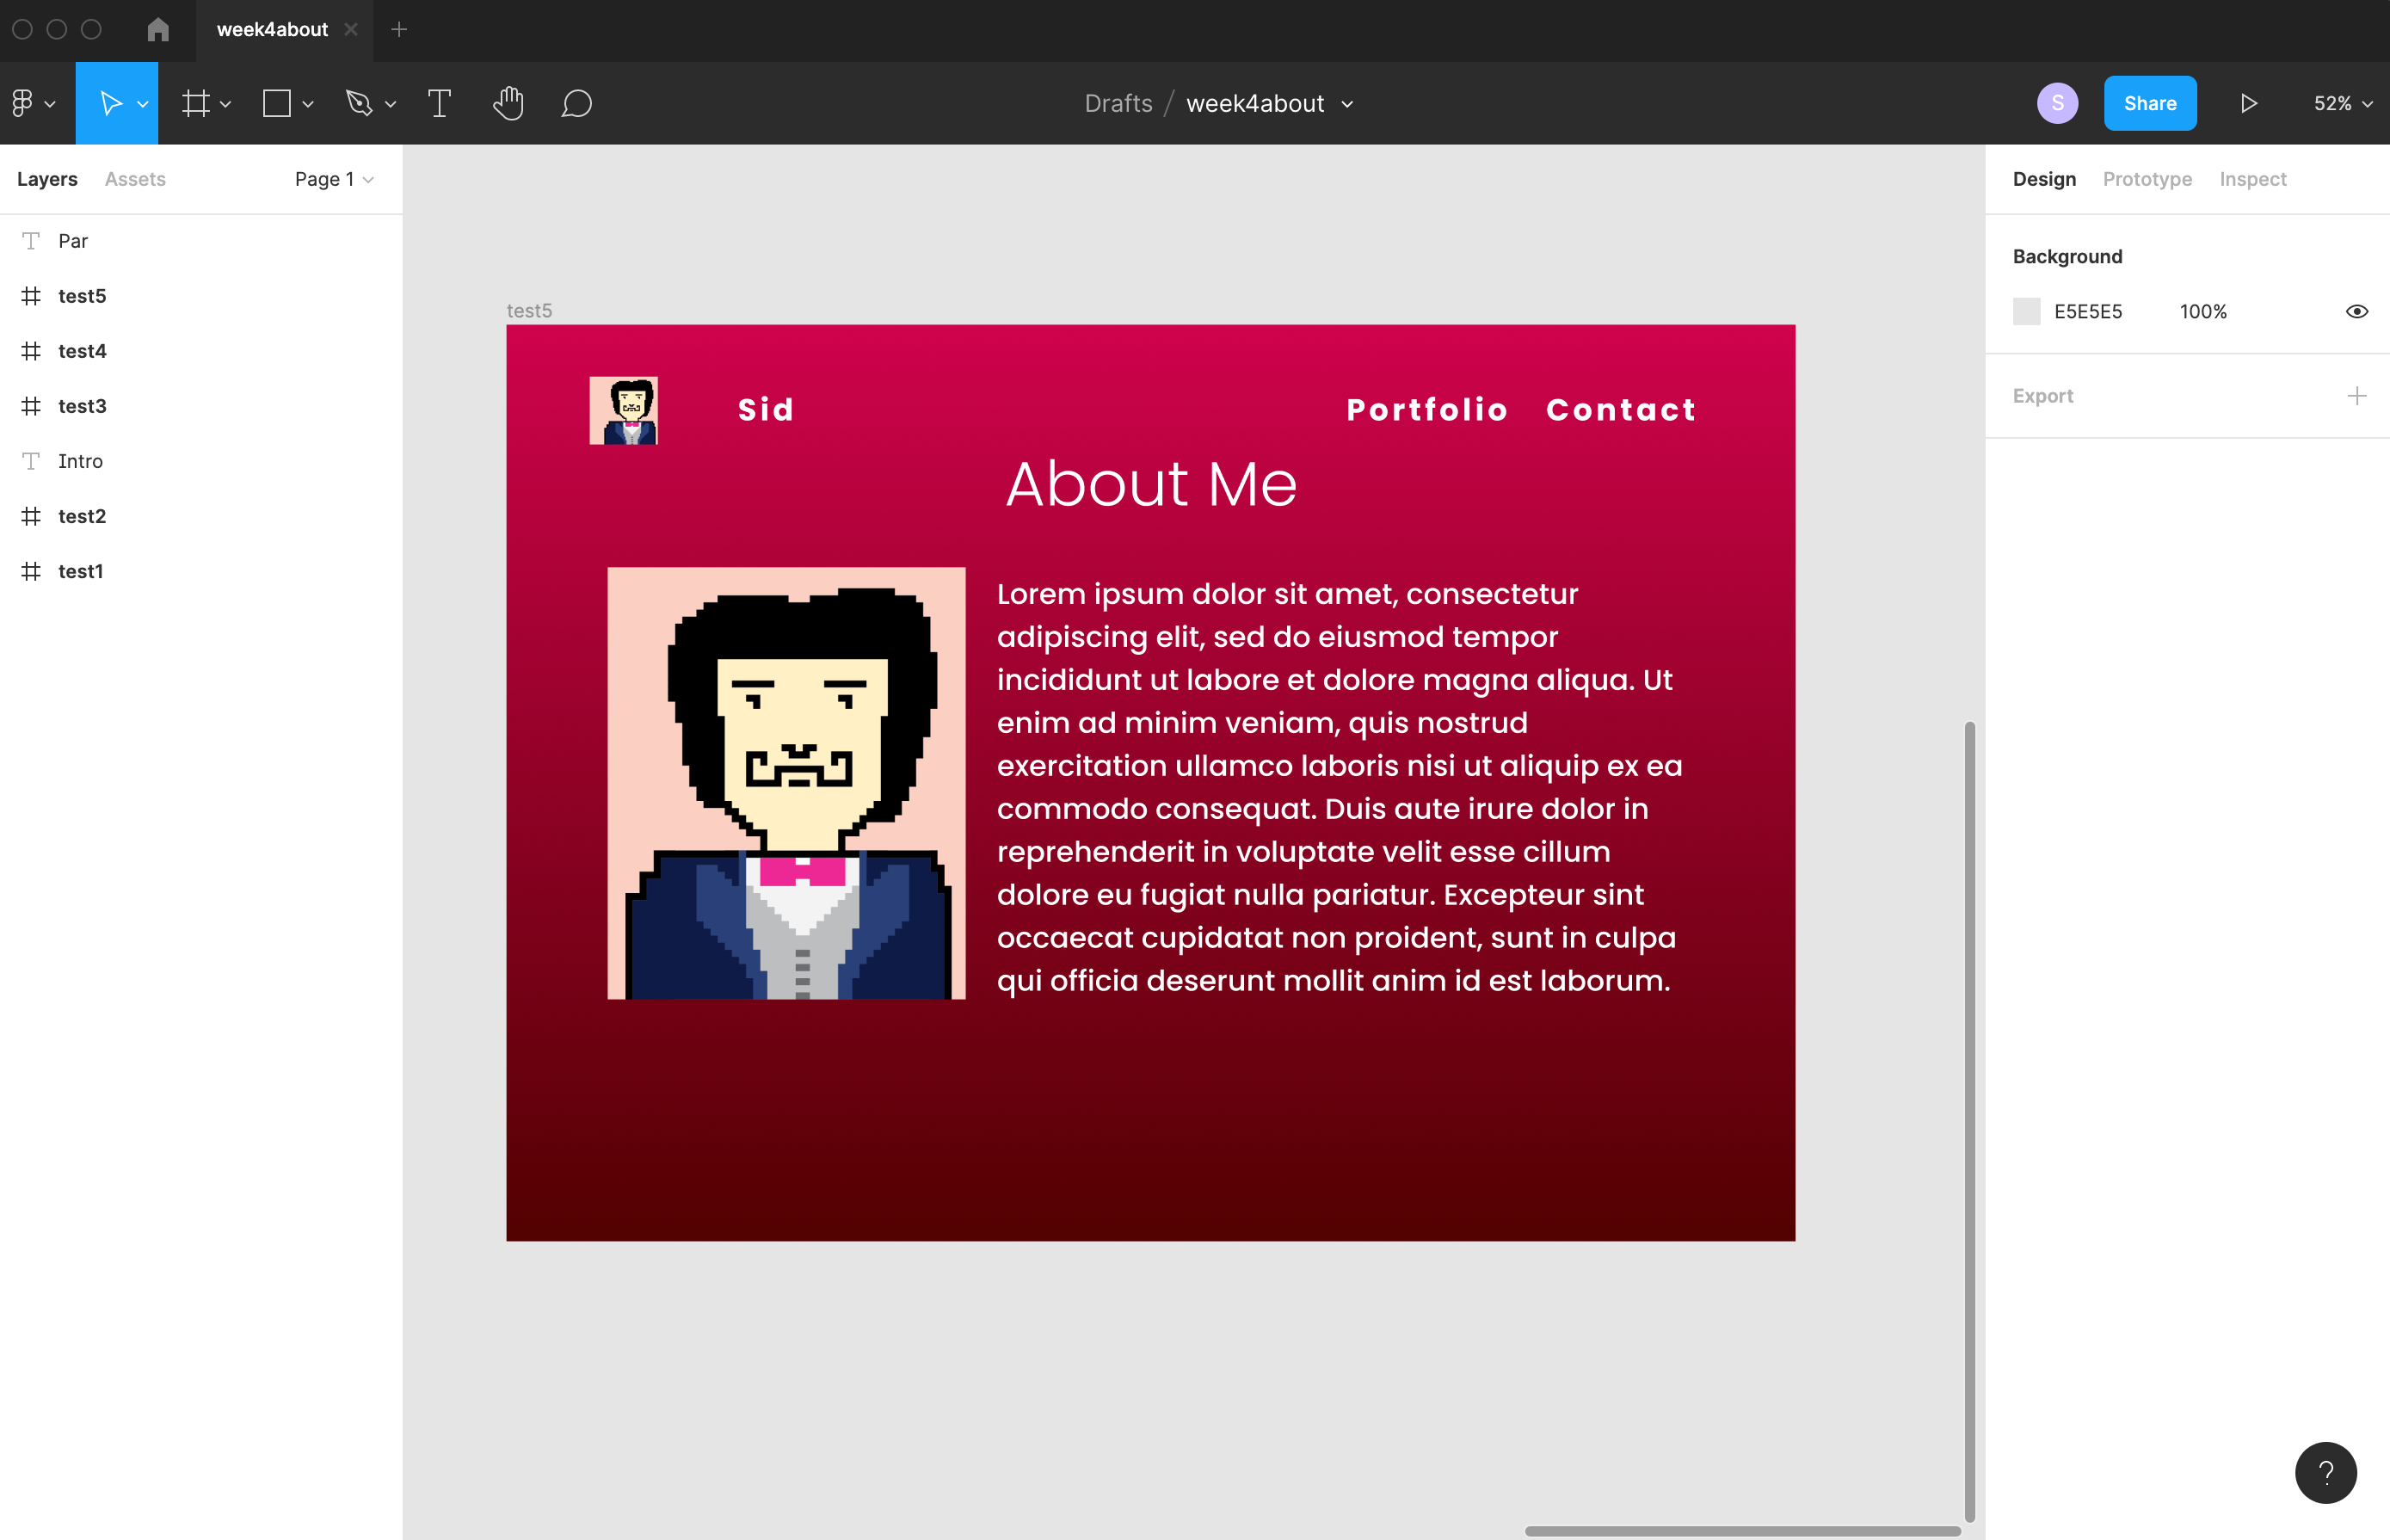 week4about
Drafts / week4about
S
Share
52%
Layers
Assets
Page 1
Par
test5
test4
test3
Intro
test2
test1
test5
Sid
Portfolio
Contact
About Me
Lorem ipsum dolor sit amet, consectetur
adipiscing elit, sed do eiusmod tempor
incididunt ut labore et dolore magna aliqua. Ut
enim ad minim veniam, quis nostrud
exercitation ullamco laboris nisi ut aliquip ex ea
commodo consequat. Duis aute irure dolor in
reprehenderit in voluptate velit esse cillum
dolore eu fugiat nulla pariatur. Excepteur sint
occaecat cupidatat non proident, sunt in culpa
qui officia deserunt mollit anim id est laborum.
Design
Prototype
Inspect
Background
E5E5E5
100%
Export
?